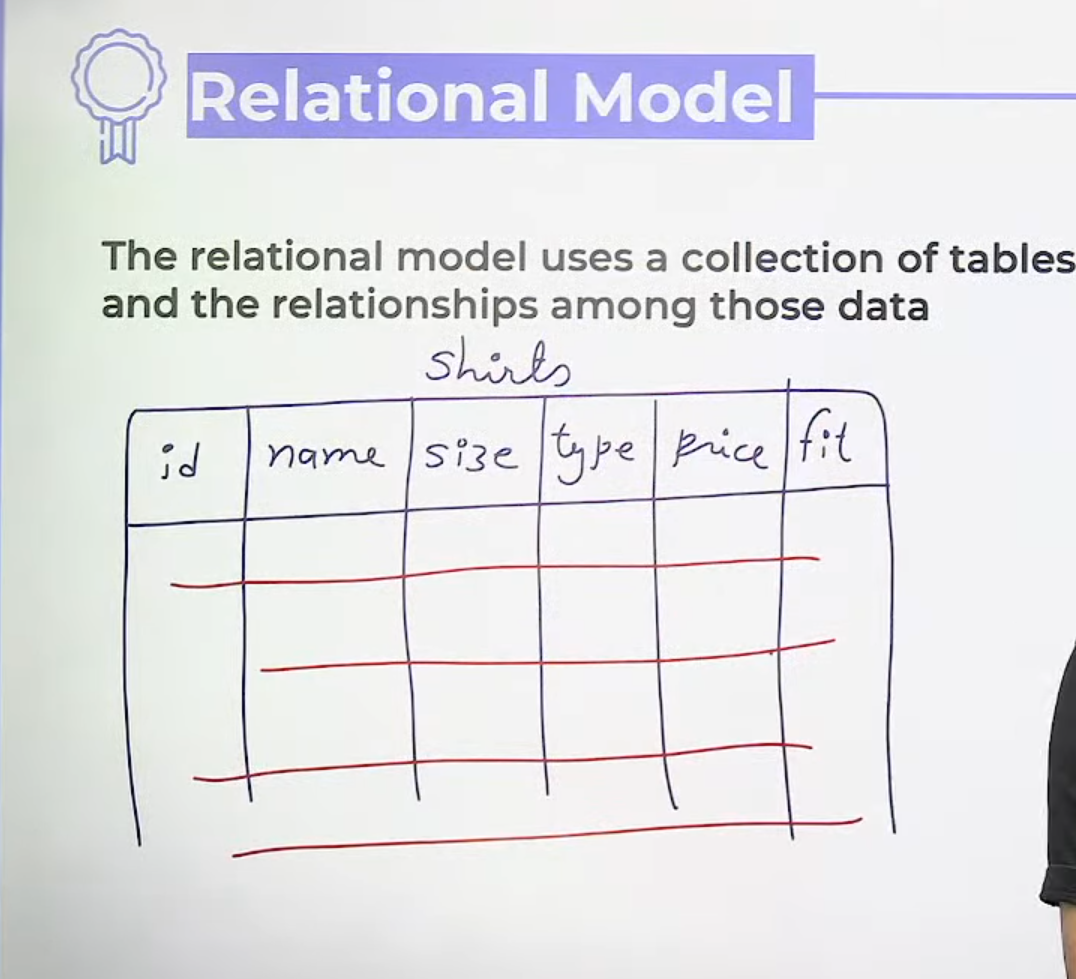 Relational Model
The relational model uses a collection of tables
and the relationships among those data
Shirts
id name size type price fit